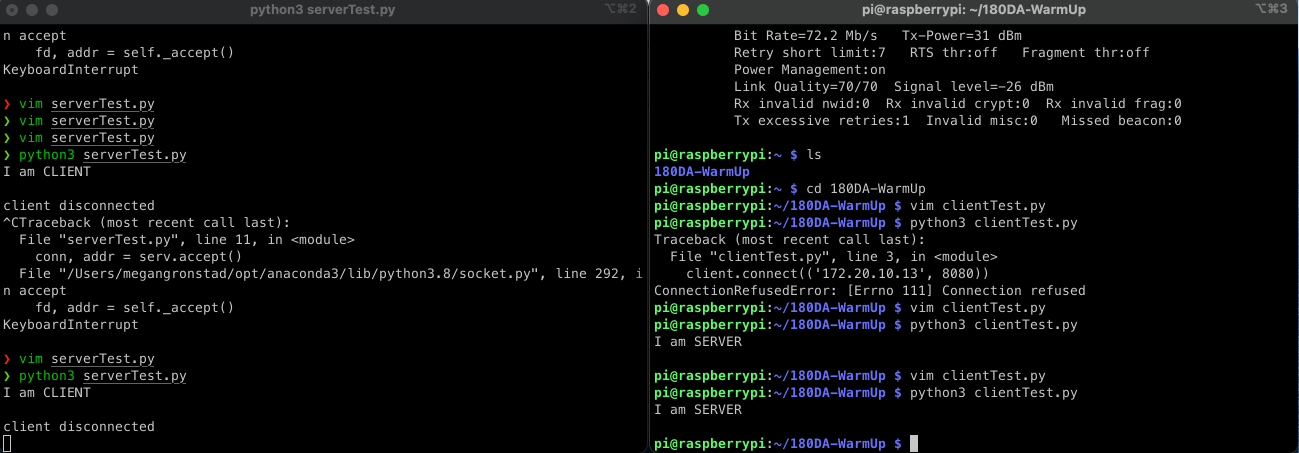 python3 serverTest.py
⌥⌘2
n accept
    fd, addr = self._accept()
KeyboardInterrupt
❯ vim serverTest.py
❯ vim serverTest.py
❯ vim serverTest.py
❯ python3 serverTest.py
I am CLIENT
client disconnected
^CTraceback (most recent call last):
  File "serverTest.py", line 11, in <module>
    conn, addr = serv.accept()
  File "/Users/megangronstad/opt/anaconda3/lib/python3.8/socket.py", line 292, i
n accept
    fd, addr = self._accept()
KeyboardInterrupt
❯ vim serverTest.py
❯ python3 serverTest.py
I am CLIENT
client disconnected
pi@raspberrypi: ~/180DA-WarmUp
⌥⌘3
          Bit Rate=72.2 Mb/s   Tx-Power=31 dBm
          Retry short limit:7   RTS thr:off   Fragment thr:off
          Power Management:on
          Link Quality=70/70  Signal level=-26 dBm
          Rx invalid nwid:0  Rx invalid crypt:0  Rx invalid frag:0
          Tx excessive retries:1  Invalid misc:0   Missed beacon:0
pi@raspberrypi:~ $ ls
180DA-WarmUp
pi@raspberrypi:~ $ cd 180DA-WarmUp
pi@raspberrypi:~/180DA-WarmUp $ vim clientTest.py
pi@raspberrypi:~/180DA-WarmUp $ python3 clientTest.py
Traceback (most recent call last):
  File "clientTest.py", line 3, in <module>
    client.connect(('172.20.10.13', 8080))
ConnectionRefusedError: [Errno 111] Connection refused
pi@raspberrypi:~/180DA-WarmUp $ vim clientTest.py
pi@raspberrypi:~/180DA-WarmUp $ python3 clientTest.py
I am SERVER
pi@raspberrypi:~/180DA-WarmUp $ vim clientTest.py
pi@raspberrypi:~/180DA-WarmUp $ python3 clientTest.py
I am SERVER
pi@raspberrypi:~/180DA-WarmUp $